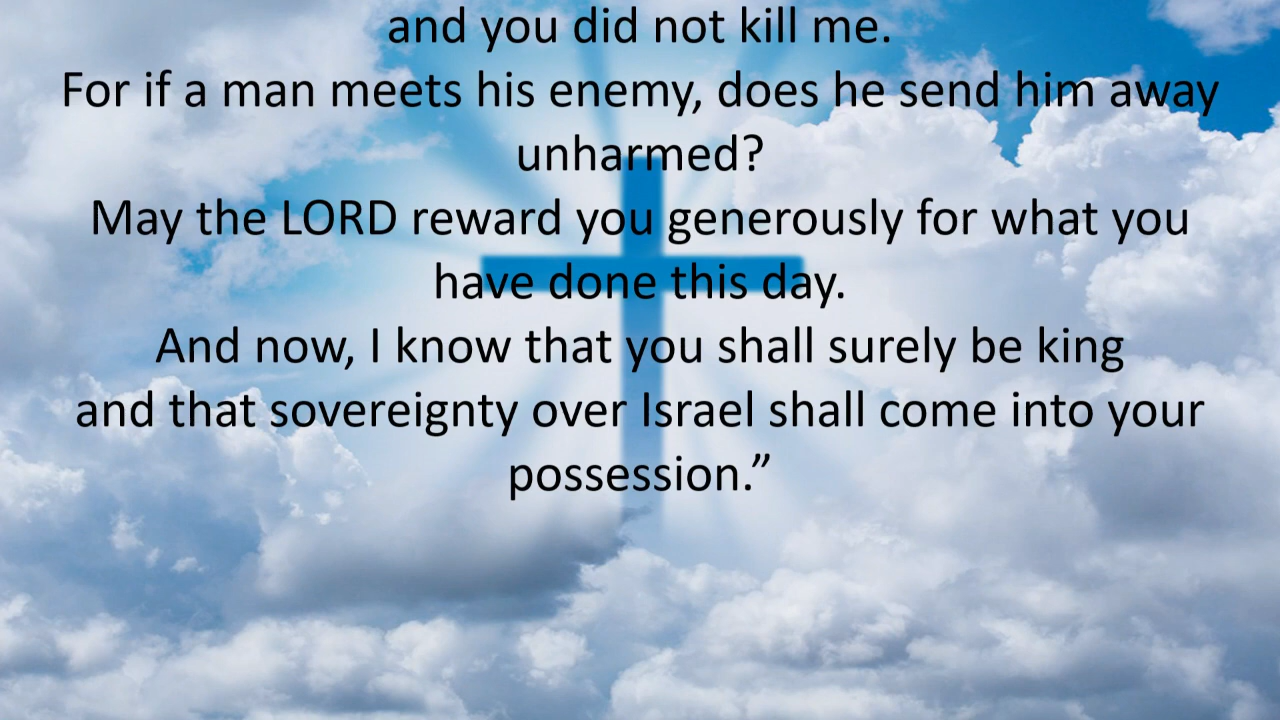 and you did not kill me.
For if a man meets his enemy, does he send him away
unharmed?
May the LORD reward you generously for what you
have done this day.
And now, I know that you shall surely be king
and that sovereignty over Israel shall come into your
possession.”